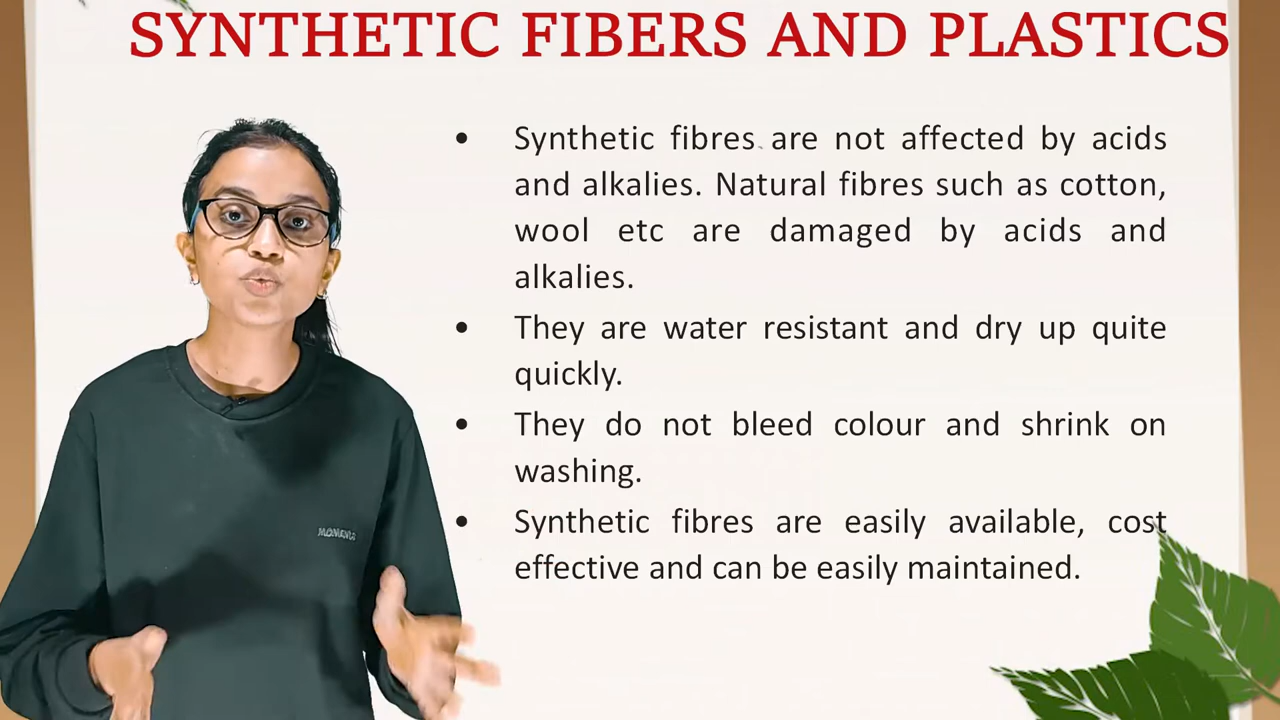 SYNTHETIC FIBERS AND PLASTICS
• Synthetic fibres are not affected by acids
and alkalies. Natural fibres such as cotton,
wool etc are damaged by acids and
alkalies.
• They are water resistant and dry up quite
quickly.
• They do not bleed colour and shrink on
washing.
• Synthetic fibres are easily available, cost
effective and can be easily maintained.